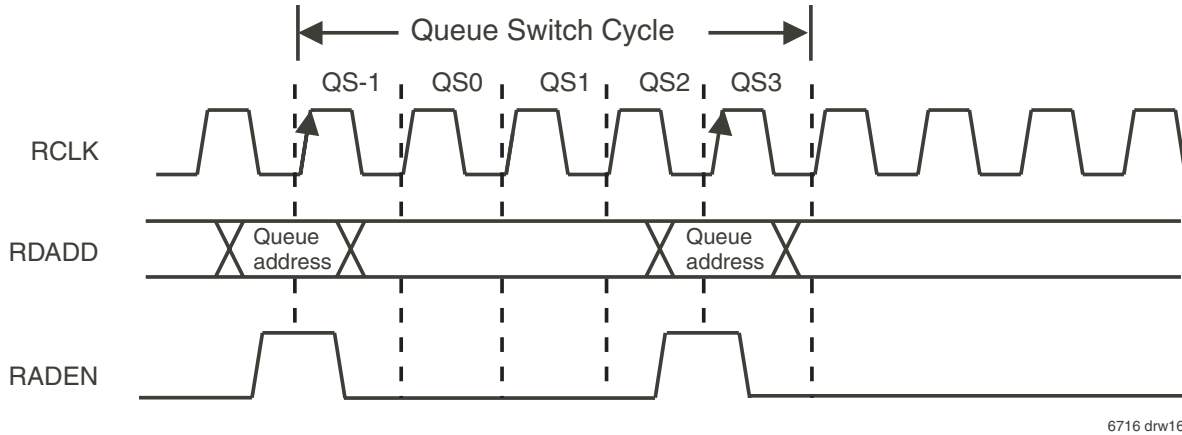 Queue Switch Cycle
QS-1 QS0 QS1 QS2 QS3
RCLK
RDADD
Queue
address
Queue
address
RADEN
6716 drw16